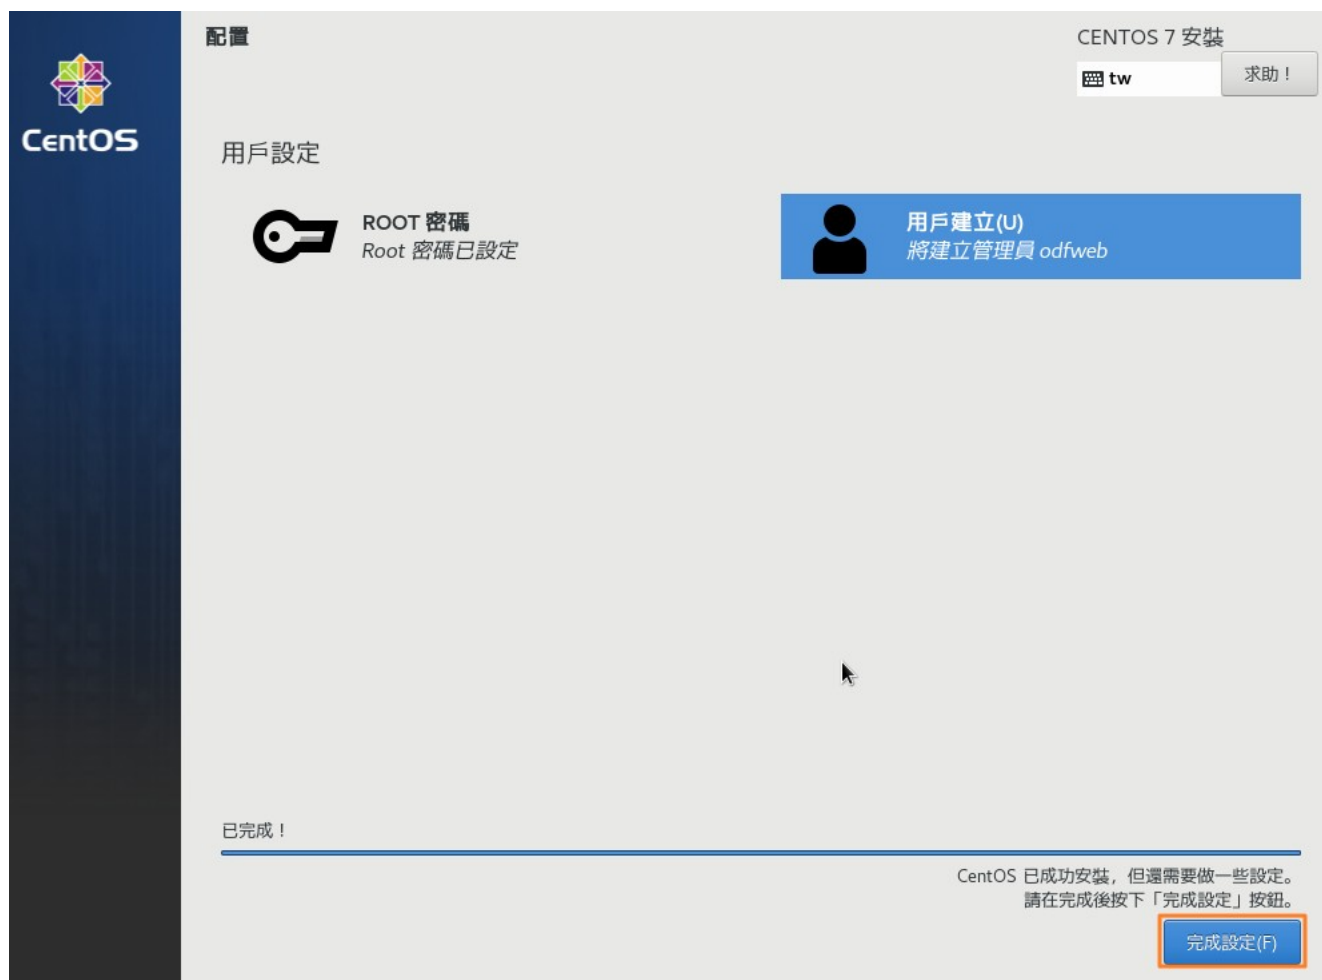 配置
CENTOS 7 安裝
tw
求助！
CentOS
用戶設定
ROOT 密碼
Root 密碼已設定
用戶建立(U)
將建立管理員 odfweb
已完成！
CentOS 已成功安裝，但還需要做一些設定。
請在完成後按下「完成設定」按鈕。
完成設定(F)